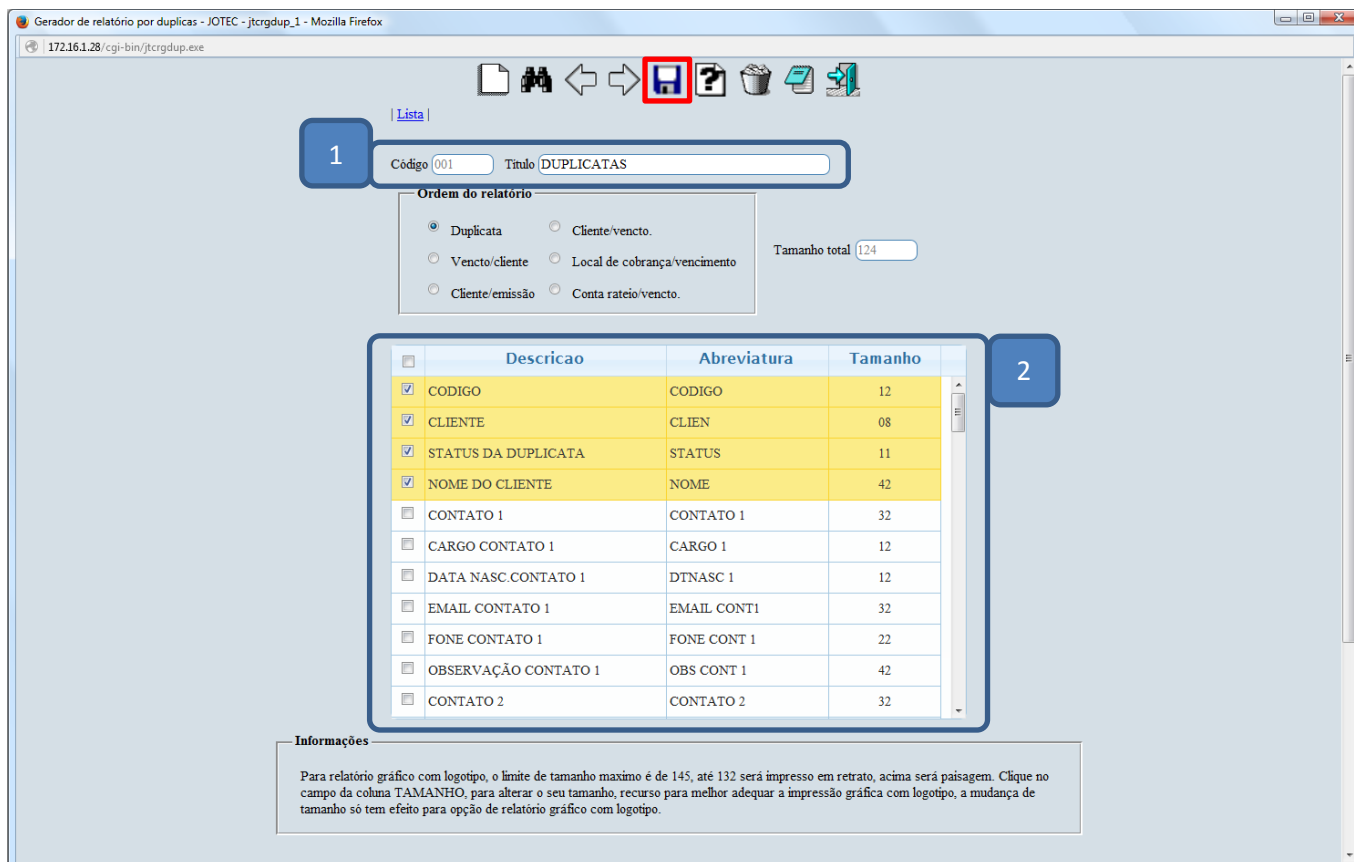 Gerador de relatório por duplicas - JOTEC - jtcrgdup_1 - Mozilla Firefox
172.16.1.28/cgi-bin/jtcrgdup.exe
| Lista |
1
Código 001 Titulo DUPLICATAS
Ordem do relatório
Duplicata Cliente/vencto.
Vencto/cliente Local de cobrança/vencimento
Cliente/emissão Conta rateio/vencto.
Tamanho total 124
2
Descricao Abreviatura Tamanho
CODIGO CODIGO 12
CLIENTE CLIEN 08
STATUS DA DUPLICATA STATUS 11
NOME DO CLIENTE NOME 42
CONTATO 1 CONTATO 1 32
CARGO CONTATO 1 CARGO 1 12
DATA NASC.CONTATO 1 DTNASC 1 12
EMAIL CONTATO 1 EMAIL CONT1 32
FONE CONTATO 1 FONE CONT 1 22
OBSERVAÇÃO CONTATO 1 OBS CONT 1 42
CONTATO 2 CONTATO 2 32
Informações
Para relatório gráfico com logotipo, o limite de tamanho maximo é de 145, até 132 será impresso em retrato, acima será paisagem. Clique no
campo da coluna TAMANHO, para alterar o seu tamanho, recurso para melhor adequar a impressão gráfica com logotipo, a mudança de
tamanho só tem efeito para opção de relatório gráfico com logotipo.